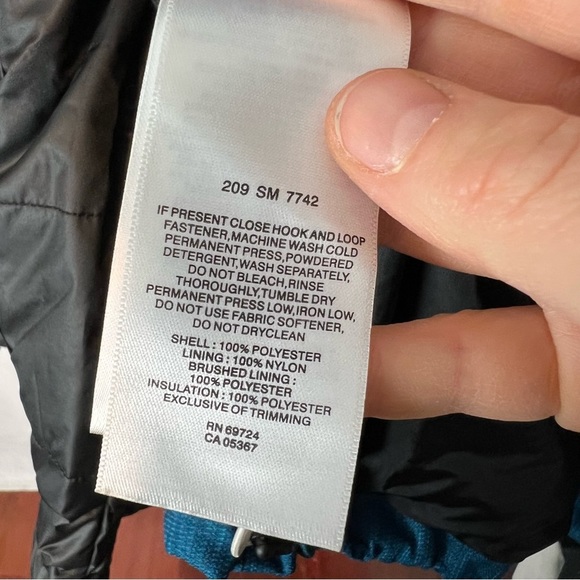 209 SM 7742
IF PRESENT CLOSE HOOK AND LOOP
FASTENER,MACHINE WASH COLD
PERMANENT PRESS,POWDERED
DETERGENT,WASH SEPARATELY,
DO NOT BLEACH,RINSE
THOROUGHLY,TUMBLE DRY
PERMANENT PRESS LOW,IRON LOW,
DO NOT USE FABRIC SOFTENER,
DO NOT DRYCLEAN
SHELL : 100% POLYESTER
LINING : 100% NYLON
BRUSHED LINING :
100% POLYESTER
INSULATION : 100% POLYESTER
EXCLUSIVE OF TRIMMING
RN 69724
CA 05367